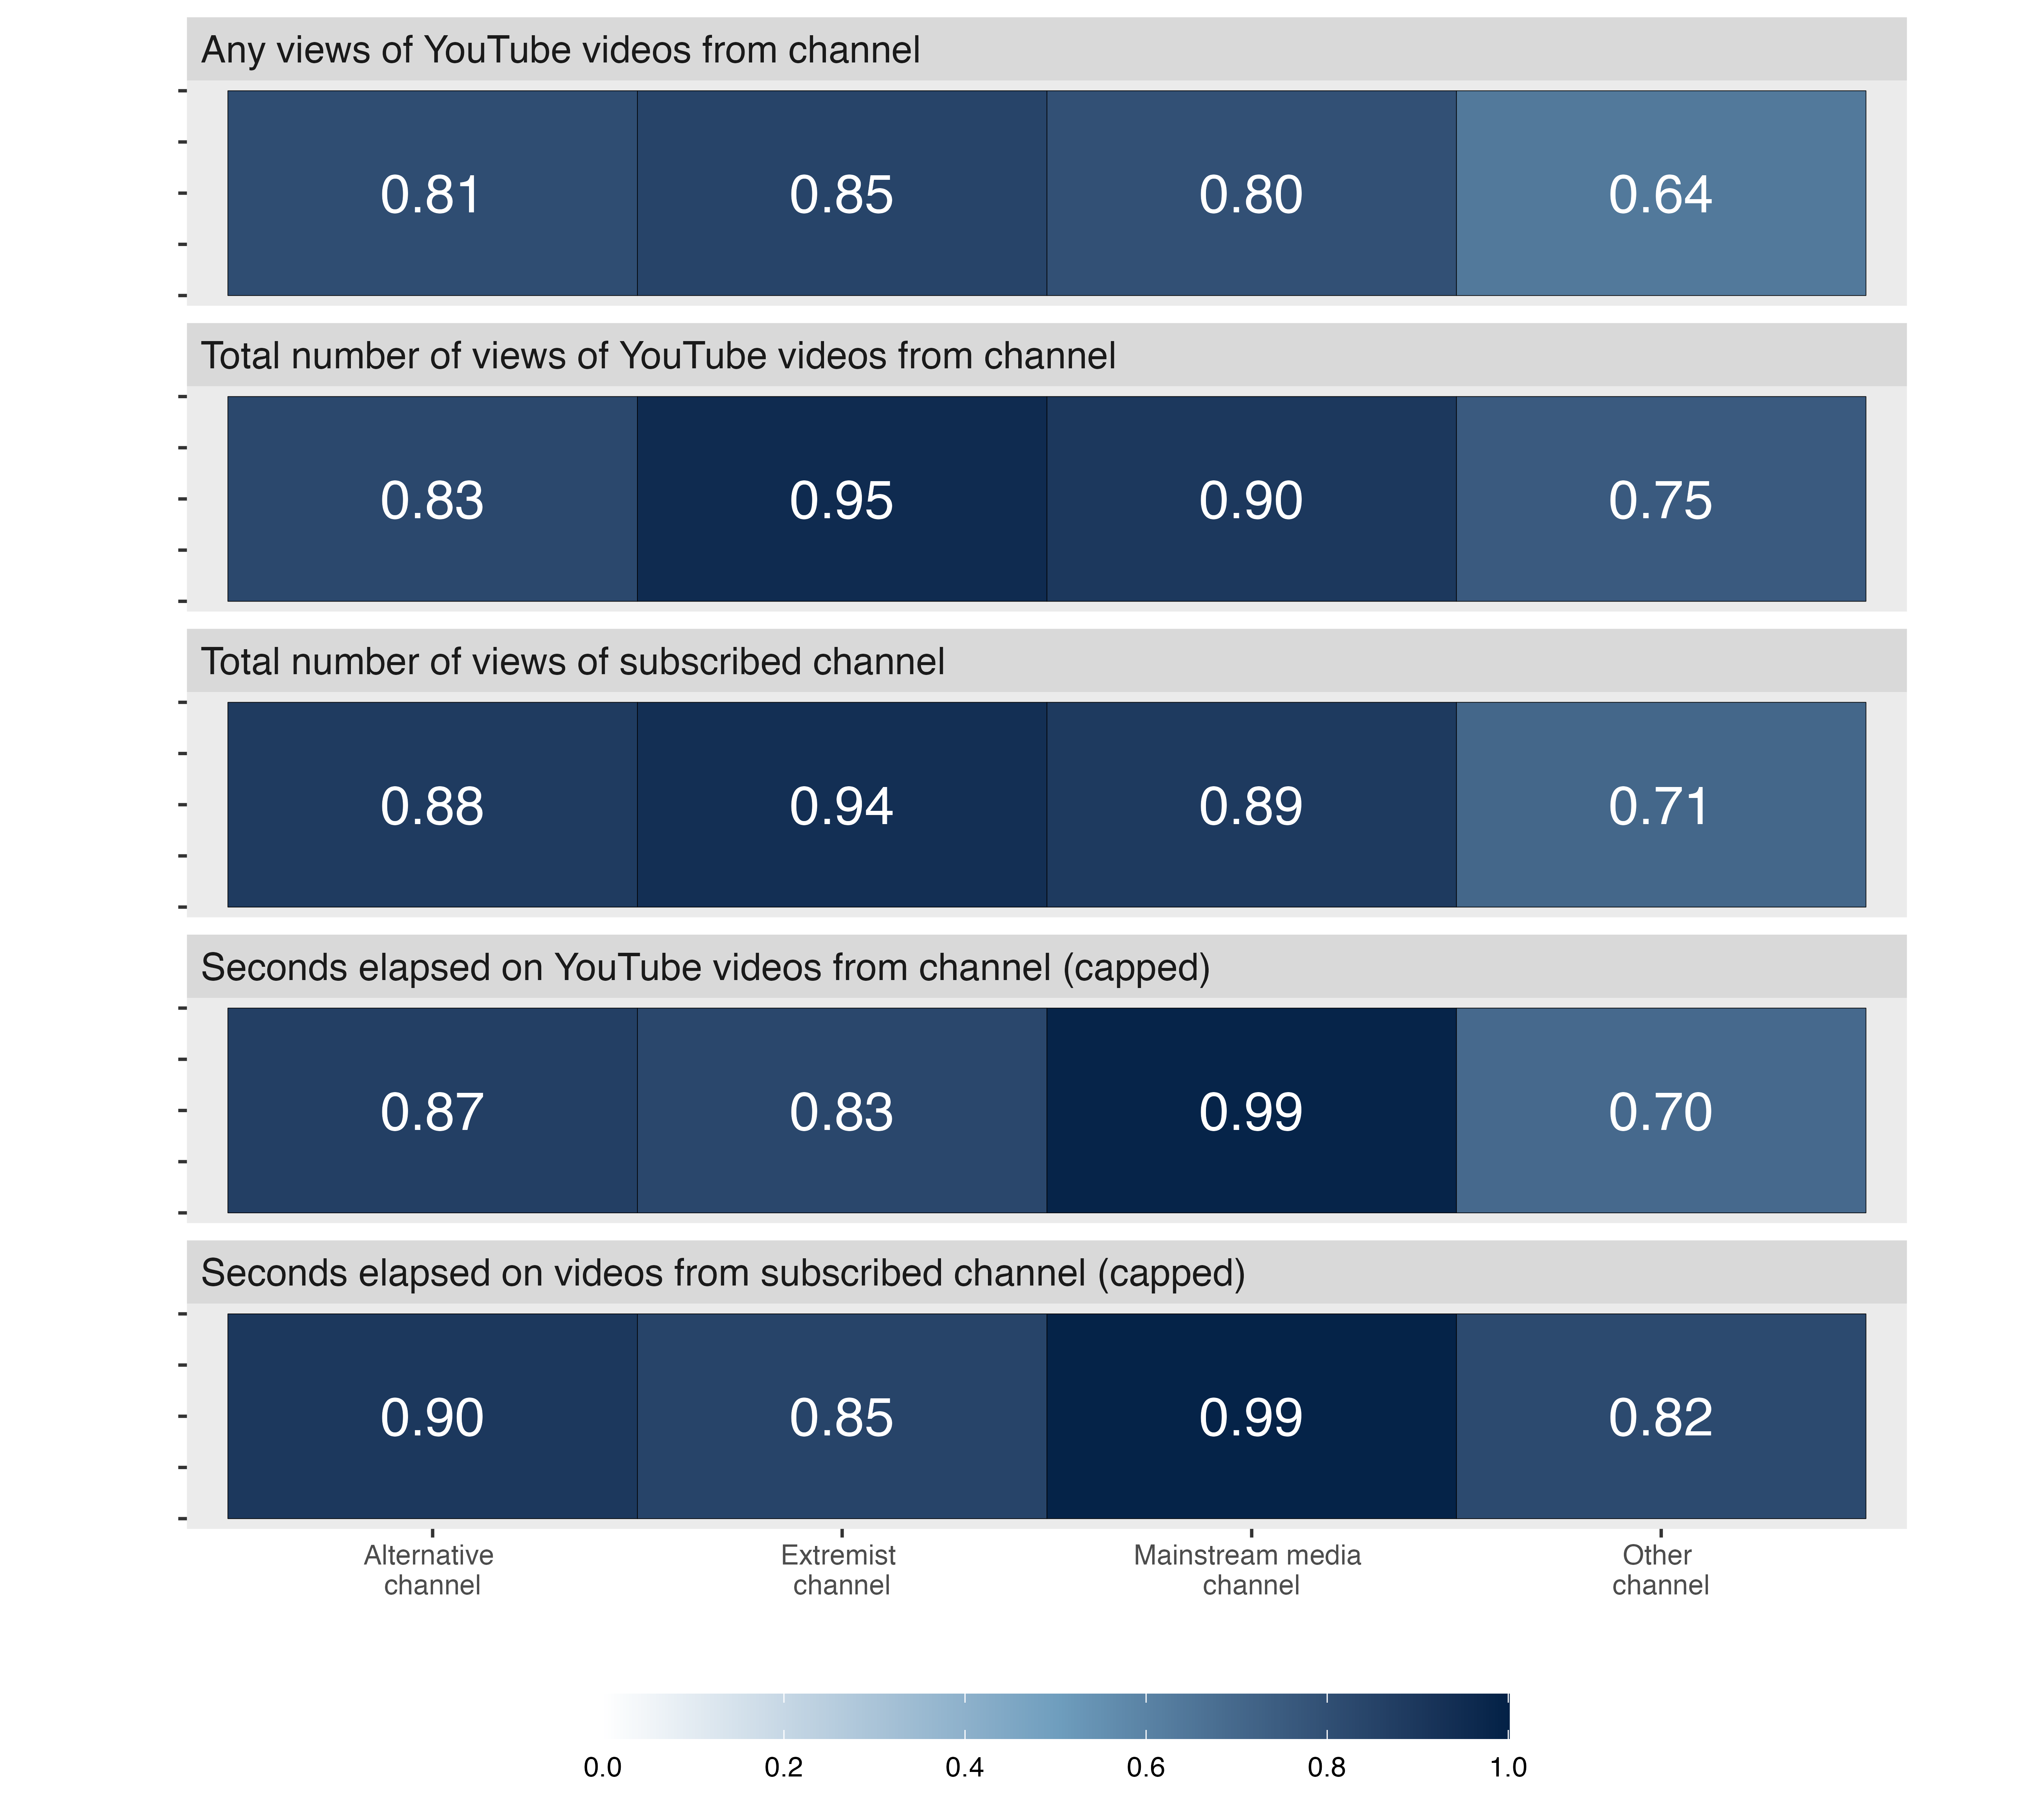 Any views of YouTube videos from channel
0.81 0.85 0.80 0.64
Total number of views of YouTube videos from channel
0.83 0.95 0.90 0.75
Total number of views of subscribed channel
0.88 0.94 0.89 0.71
Seconds elapsed on YouTube videos from channel (capped)
0.87 0.83 0.99 0.70
Seconds elapsed on videos from subscribed channel (capped)
0.90 0.85 0.99 0.82
Alternative channel
Extremist channel
Mainstream media channel
Other channel
0.0 0.2 0.4 0.6 0.8 1.0